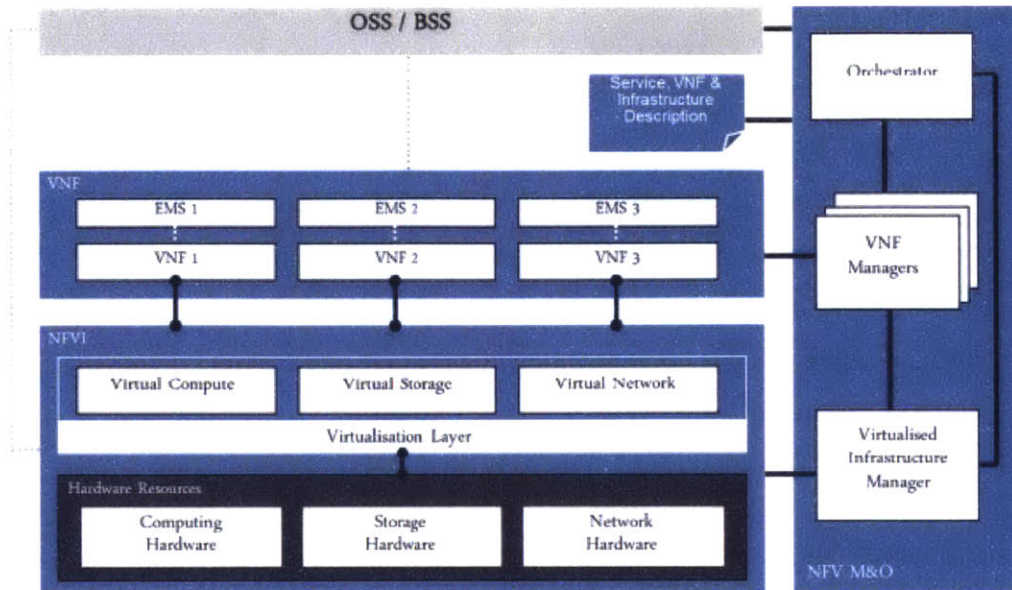 OSS / BSS
Orchestrator
Service, VNF &
Infrastructure
Description
VNF
EMS 1
EMS 2
EMS 3
VNF 1
VNF 2
VNF 3
VNF
Managers
NFVI
Virtual Compute
Virtual Storage
Virtual Network
Virtualisation Layer
Virtualised
Infrastructure
Manager
Hardware Resources
Computing
Hardware
Storage
Hardware
Network
Hardware
NFV M&O